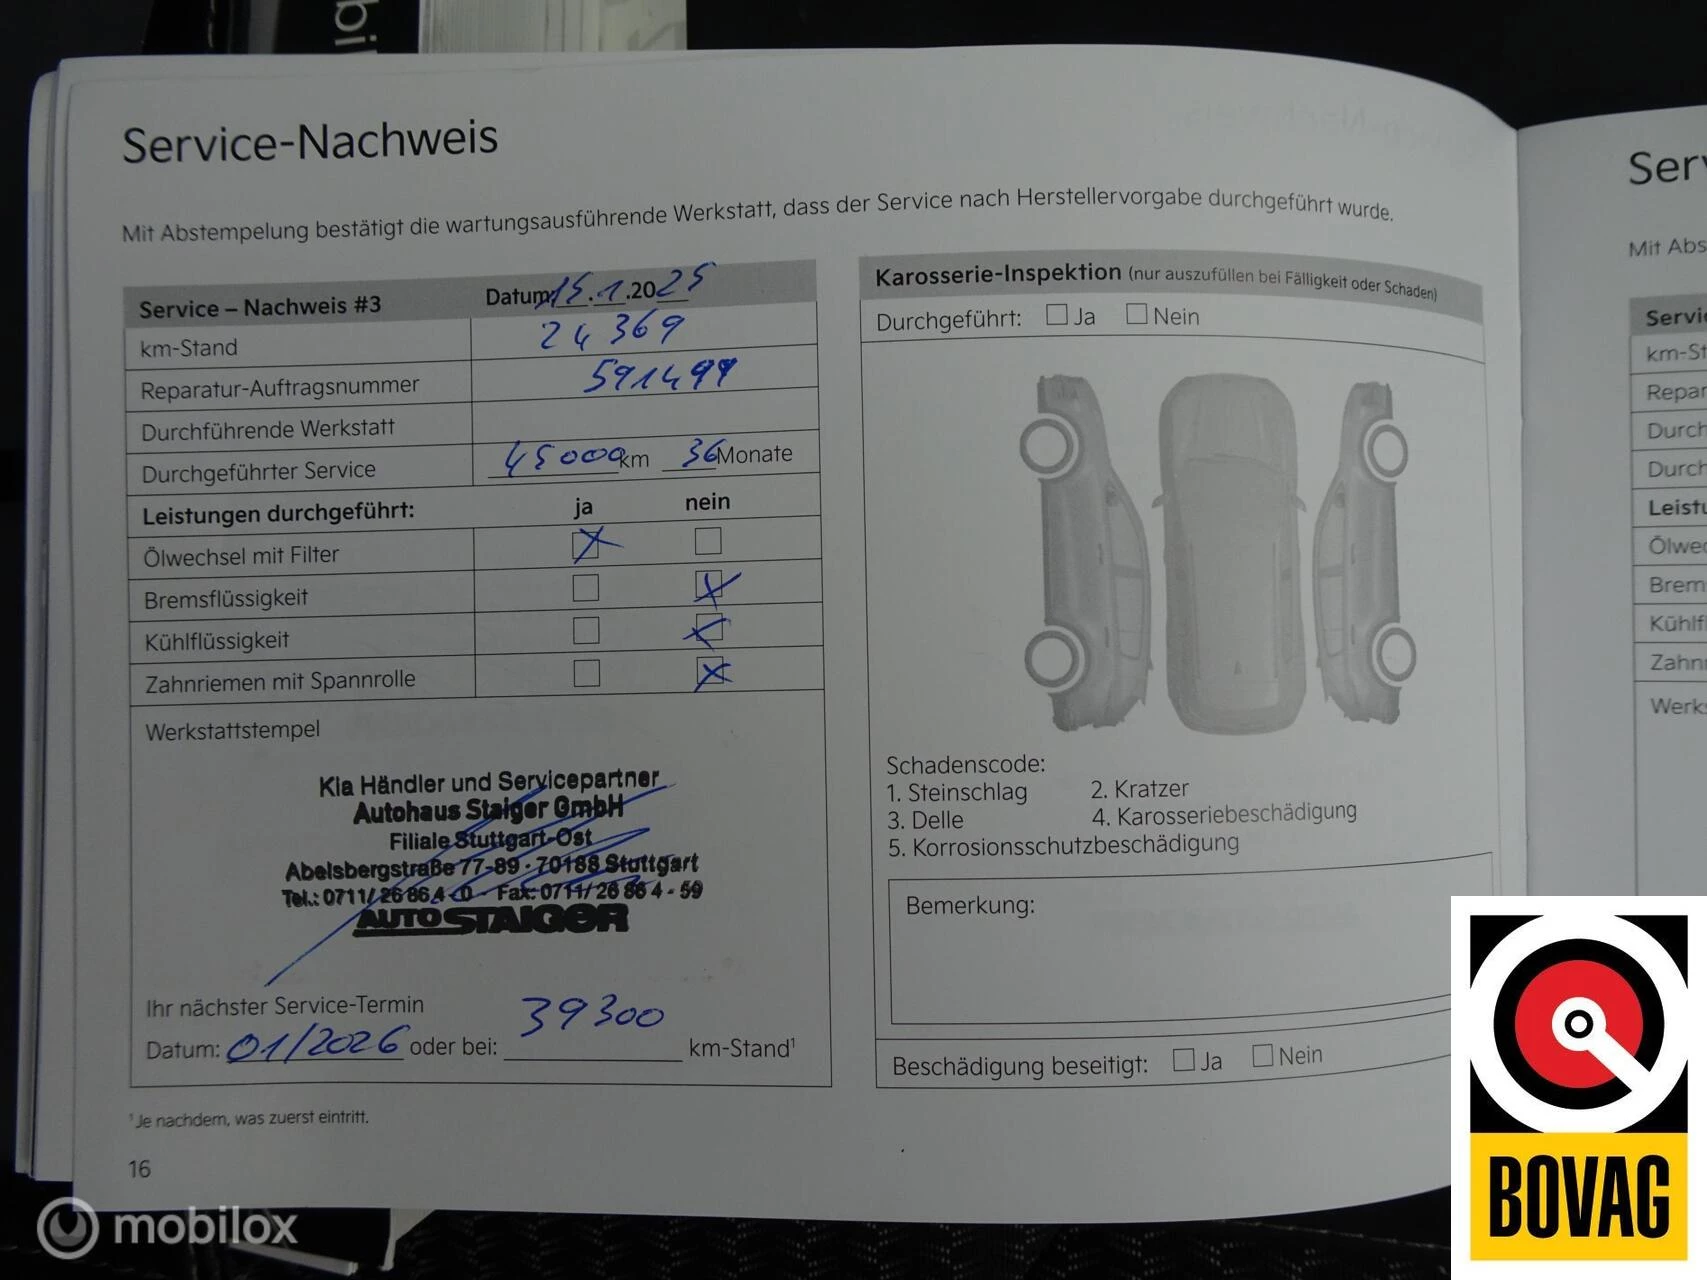 bil
Service-Nachweis
Mit Abstempelung bestätigt die wartungsausführende Werkstatt, dass der Service nach Herstellervorgabe durchgeführt wurde.
Service – Nachweis #3 Datum: 15.1.2025
km-Stand 24369
Reparatur-Auftragsnummer 591499
Durchführende Werkstatt
Durchgeführter Service 45000 km 36 Monate
Leistungen durchgeführt: ja nein
Ölwechsel mit Filter
Bremsflüssigkeit
Kühlflüssigkeit
Zahnriemen mit Spannrolle
Werkstattstempel
Kia Händler und Servicepartner
Autohaus Staiger GmbH
Filiale Stuttgart-Ost
Abelsbergstraße 77-89 · 70188 Stuttgart
Tel.: 0711/ 26 86 4 - 0 - Fax: 0711/ 26 86 4 - 59
AUTO STAIGER
Ihr nächster Service-Termin
Datum: 01/2026 oder bei: 39300 km-Stand¹
¹Je nachdem, was zuerst eintritt.
16
Karosserie-Inspektion (nur auszufüllen bei Fälligkeit oder Schaden)
Durchgeführt: Ja Nein
Schadenscode:
1. Steinschlag 2. Kratzer
3. Delle 4. Karosseriebeschädigung
5. Korrosionsschutzbeschädigung
Bemerkung:
Beschädigung beseitigt: Ja Nein
Serv
Mit Abs
Servi
km-St
Repar
Durch
Durch
Leistu
Ölwec
Brem
Kühlf
Zahn
Werks
BOVAG
mobilox